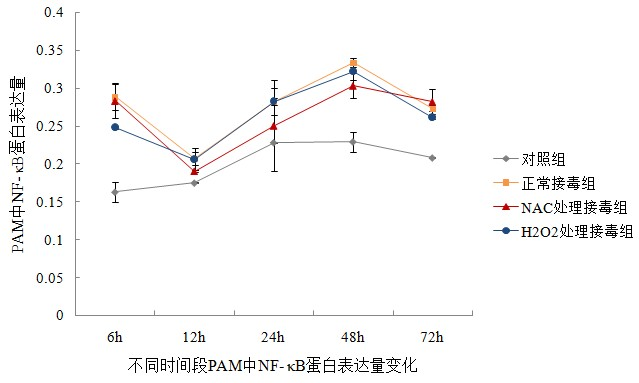 0.4
0.35
0.3
0.25
0.2
0.15
0.1
0.05
0
PAM中NF-κB蛋白表达量
6h
12h
24h
48h
72h
不同时间段PAM中NF-κB蛋白表达量变化
对照组
正常接毒组
NAC处理接毒组
H2O2处理接毒组